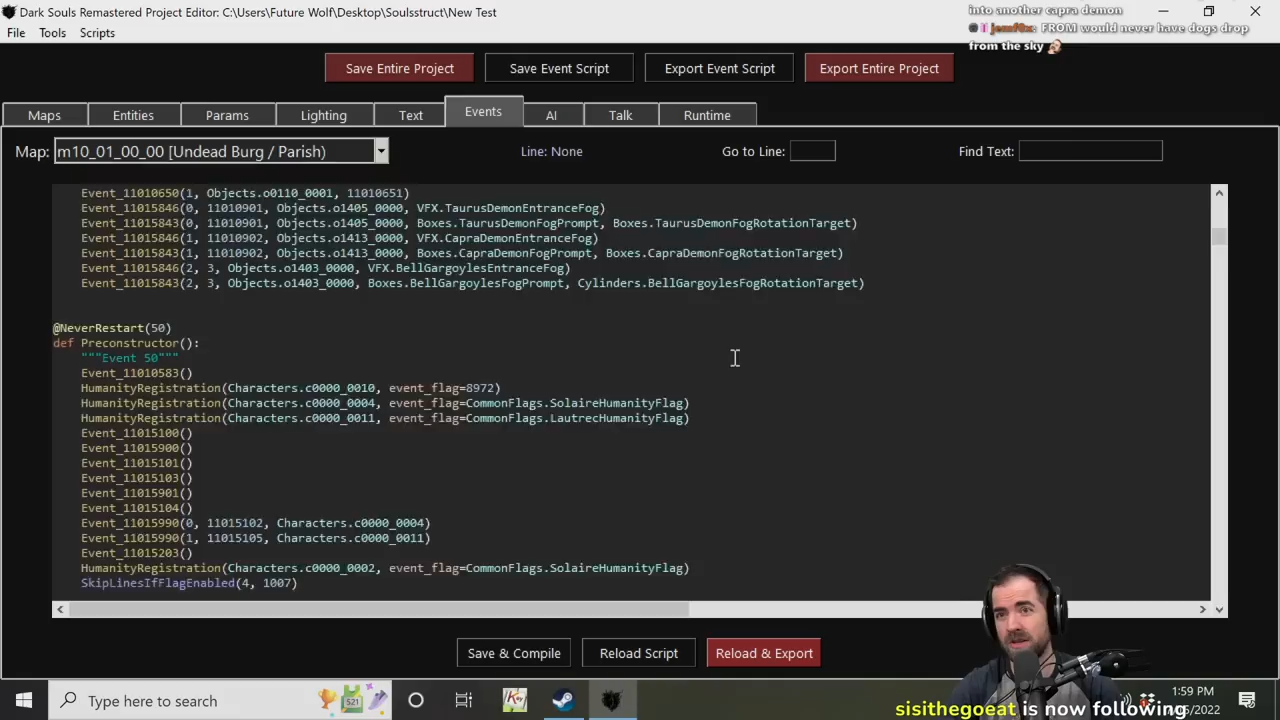 Dark Souls Remastered Project Editor: C:\Users\Future Wolf\Desktop\Soulsstruct\New Test
into another capra demon
jemf0x: FROM would never have dogs drop
from the sky
File Tools Scripts
Save Entire Project Save Event Script Export Event Script Export Entire Project
Maps Entities Params Lighting Text Events AI Talk Runtime
Map: m10_01_00_00 [Undead Burg / Parish) Line: None Go to Line: Find Text:
Event_11010650(1, Objects.o0110_0001, 11010651)
Event_11015846(0, 11010901, Objects.o1405_0000, VFX.TaurusDemonEntranceFog)
Event_11015843(0, 11010901, Objects.o1405_0000, Boxes.TaurusDemonFogPrompt, Boxes.TaurusDemonFogRotationTarget)
Event_11015846(1, 11010902, Objects.o1413_0000, VFX.CapraDemonEntranceFog)
Event_11015843(1, 11010902, Objects.o1413_0000, Boxes.CapraDemonFogPrompt, Boxes.CapraDemonFogRotationTarget)
Event_11015846(2, 3, Objects.o1403_0000, VFX.BellGargoylesEntranceFog)
Event_11015843(2, 3, Objects.o1403_0000, Boxes.BellGargoylesFogPrompt, Cylinders.BellGargoylesFogRotationTarget)
@NeverRestart(50)
def Preconstructor():
"""Event 50"""
Event_11010583()
HumanityRegistration(Characters.c0000_0010, event_flag=8972)
HumanityRegistration(Characters.c0000_0004, event_flag=CommonFlags.SolaireHumanityFlag)
HumanityRegistration(Characters.c0000_0011, event_flag=CommonFlags.LautrecHumanityFlag)
Event_11015100()
Event_11015900()
Event_11015101()
Event_11015103()
Event_11015901()
Event_11015104()
Event_11015990(0, 11015102, Characters.c0000_0004)
Event_11015990(1, 11015105, Characters.c0000_0011)
Event_11015203()
HumanityRegistration(Characters.c0000_0002, event_flag=CommonFlags.SolaireHumanityFlag)
SkipLinesIfFlagEnabled(4, 1007)
Save & Compile Reload Script Reload & Export
Type here to search
521
Key
1:59 PM
sisithegoeat is now following